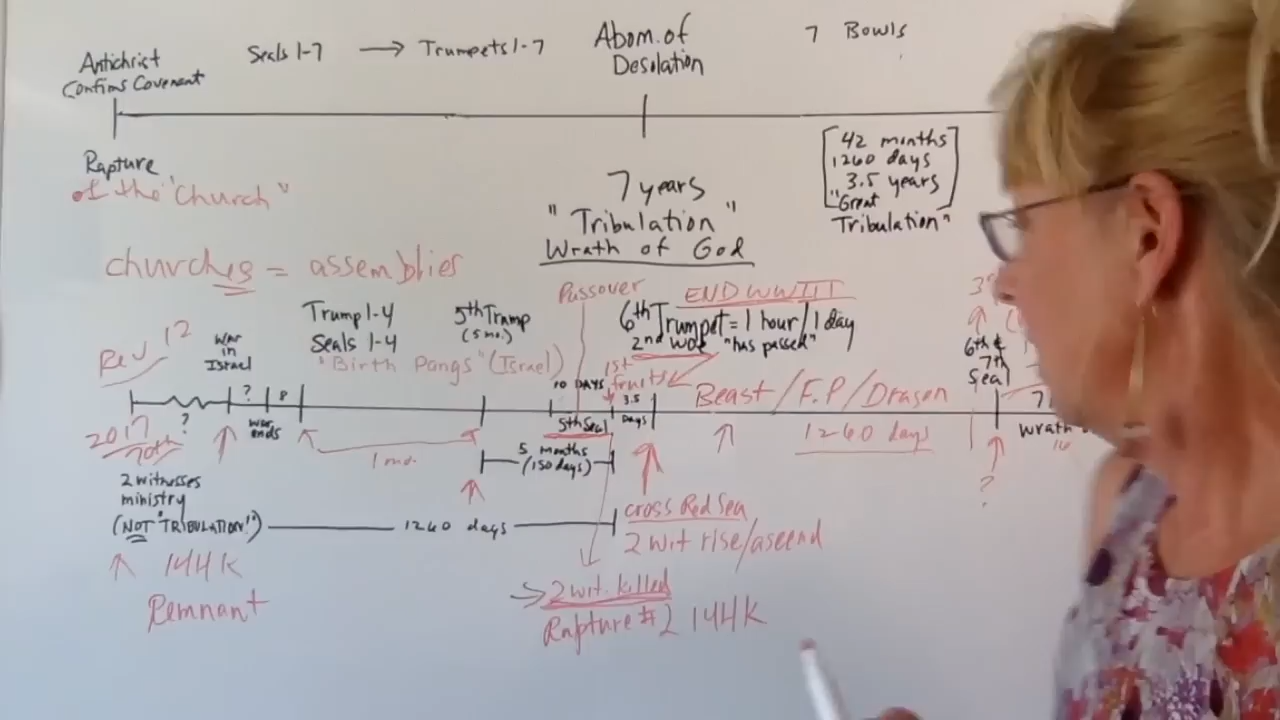 Antichrist
Confirms Covenant
Seals 1-7 → Trumpets 1-7
Abom. of
Desolation
7 Bowls
Rapture
of the "Church"
7 years
"Tribulation"
Wrath of God
42 months
1260 days
3.5 years
"Great
Tribulation"
churches = assemblies
Passover
END WWIII
Rev 12
War
in
Israel
Trump 1-4
Seals 1-4
"Birth Pangs" (Israel)
5th Trump
(5 mo.)
6th Trumpet = 1 hour/1 day
2nd woe "has passed"
1st
fruits
6th &
7th
Seal
?
?
8
10 DAYS
3.5
Days
Beast/F.P/Dragon
2017
70th
war
ends
5th Seal
1260 days
Wrath
16
1 mo.
5 months
(150 days)
?
2 witnesses
ministry
(NOT "TRIBULATION!")
1260 days
cross Red Sea
2 wit rise/ascend
144K
Remnant
2 wit. killed
Rapture #2 144K